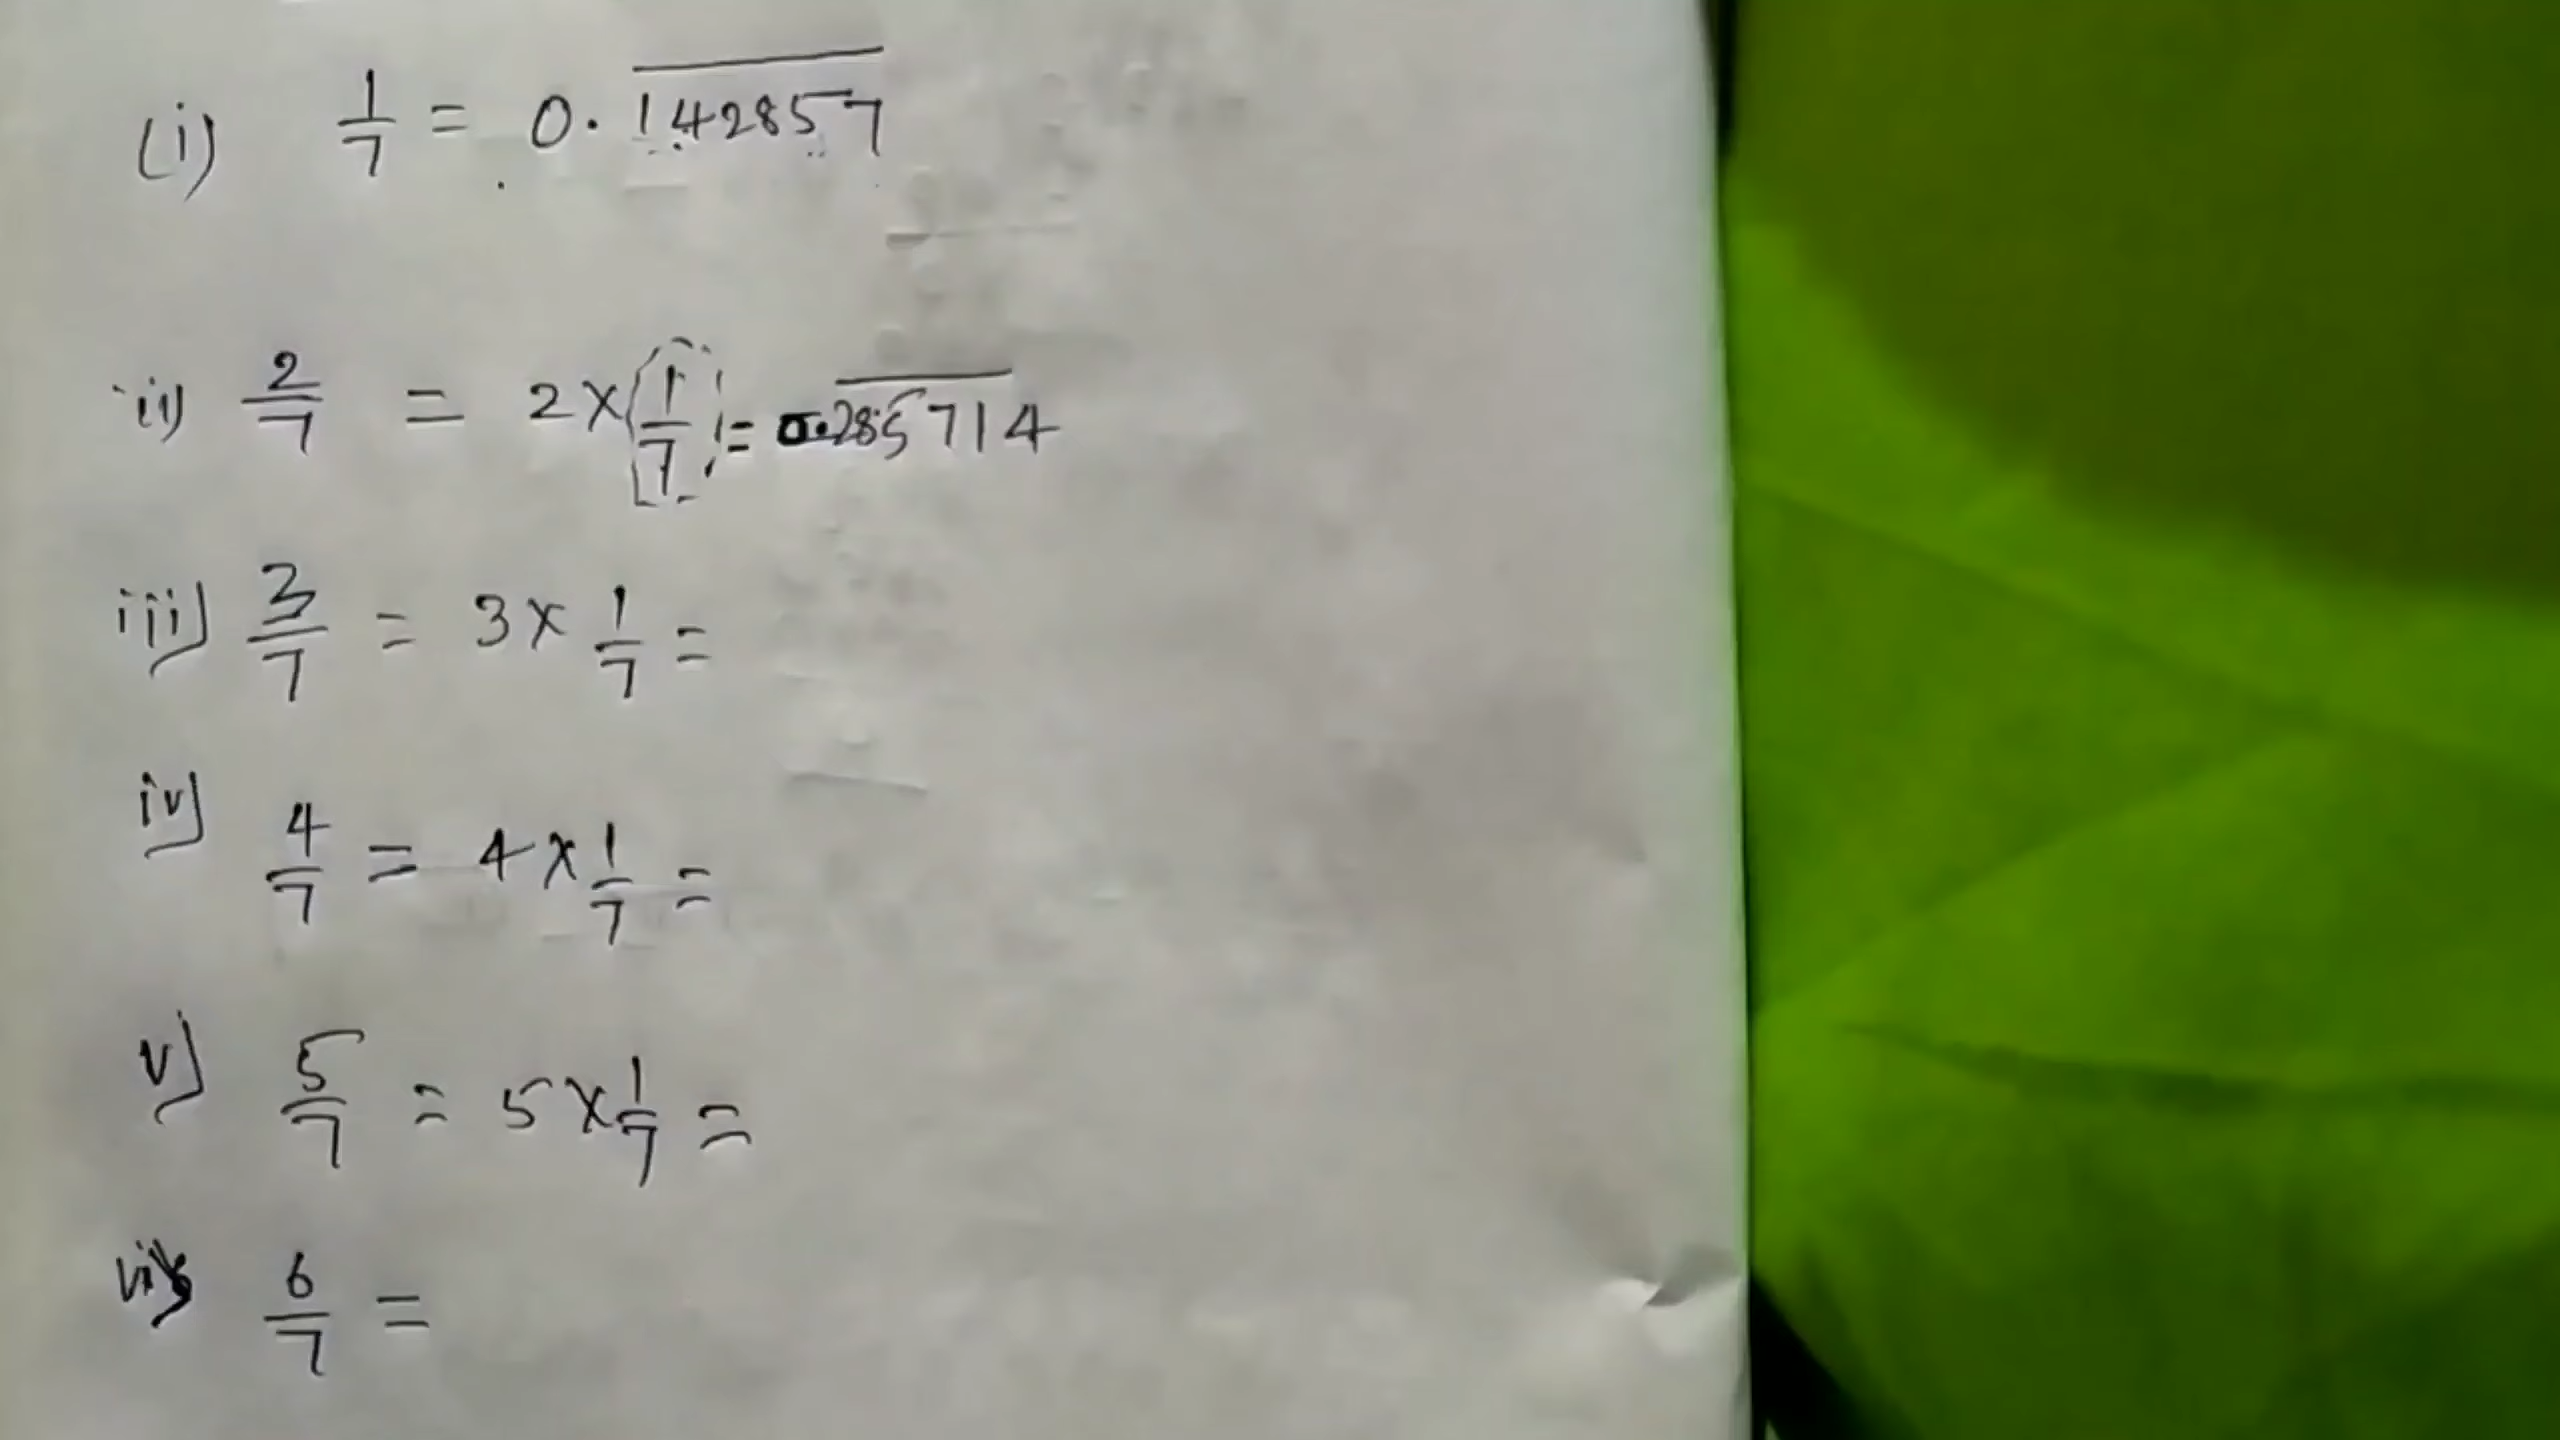 (i) 1/7 = 0.142857
ii) 2/7 = 2 × 1/7 = 0.285714
iii) 3/7 = 3 × 1/7 =
iv) 4/7 = 4 × 1/7 =
v) 5/7 = 5 × 1/7 =
vi) 6/7 =